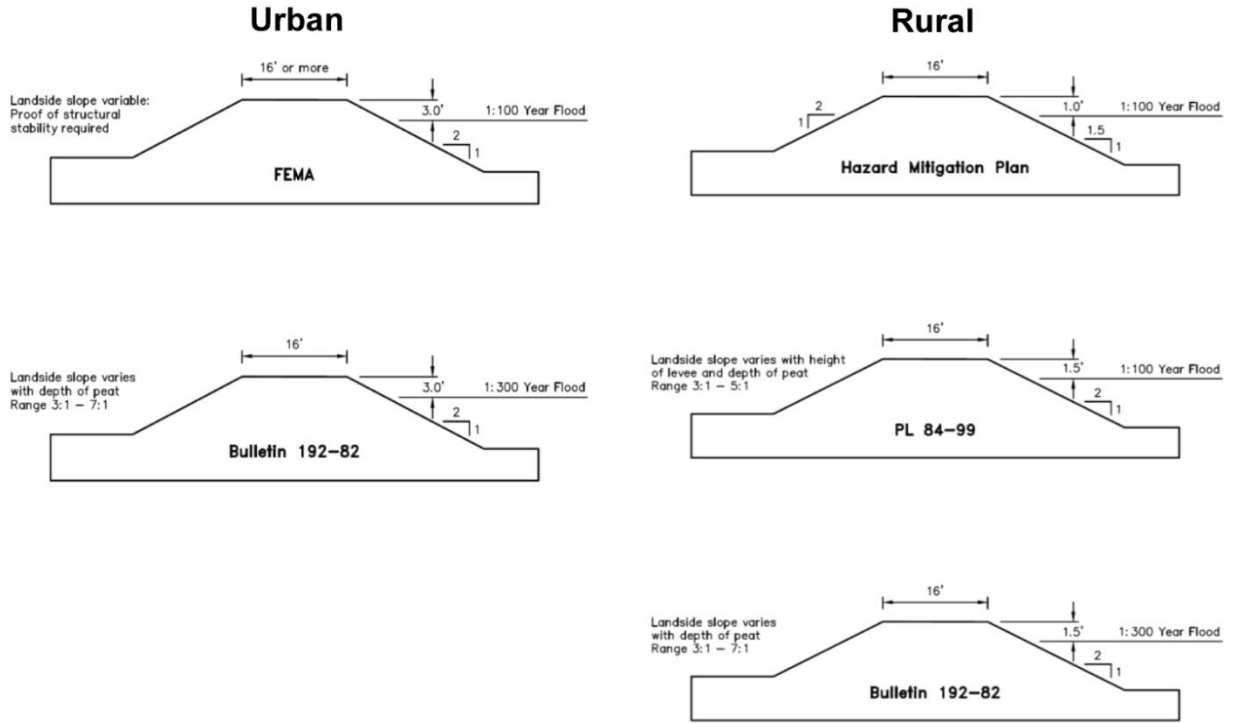 Urban
Rural
16' or more
Landside slope variable:
Proof of structural
stability required
3.0'
1:100 Year Flood
2
1
FEMA
16'
2
1
1.0'
1:100 Year Flood
1.5
1
Hazard Mitigation Plan
16'
Landside slope varies
with depth of peat
Range 3:1 – 7:1
3.0'
1:300 Year Flood
2
1
Bulletin 192–82
16'
Landside slope varies with height
of levee and depth of peat
Range 3:1 – 5:1
1.5'
1:100 Year Flood
2
1
PL 84–99
16'
Landside slope varies
with depth of peat
Range 3:1 – 7:1
1.5'
1:300 Year Flood
2
1
Bulletin 192–82